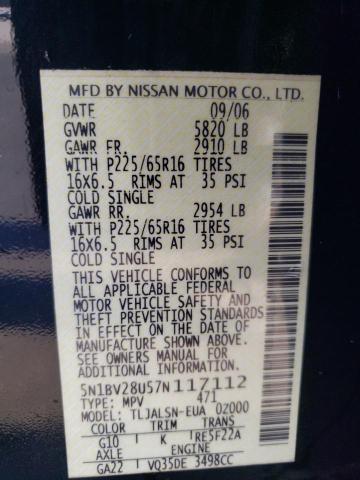 MFD BY NISSAN MOTOR CO., LTD.
DATE 09/06
GVWR 5820 LB
GAWR FR. 2910 LB
WITH P225/65R16 TIRES
16X6.5 RIMS AT 35 PSI
COLD SINGLE
GAWR RR. 2954 LB
WITH P225/65R16 TIRES
16X6.5 RIMS AT 35 PSI
COLD SINGLE
THIS VEHICLE CONFORMS TO
ALL APPLICABLE FEDERAL
MOTOR VEHICLE SAFETY AND
THEFT PREVENTION STANDARDS
IN EFFECT ON THE DATE OF
MANUFACTURE SHOWN ABOVE.
SEE OWNERS MANUAL FOR
ADDITIONAL INFORMATION.
5N1BV28U57N117112
TYPE: MPV 471
MODEL: TLJALSN-EUA 0Z000
COLOR TRIM TRANS
G10 K RE5F22A
AXLE ENGINE
GA22 VQ35DE 3498CC